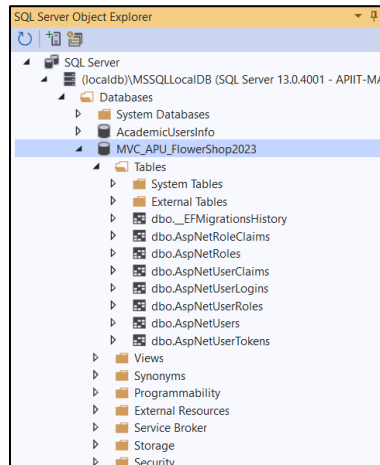 SQL Server Object Explorer
SQL Server
(localdb)\MSSQLLocalDB (SQL Server 13.0.4001 - APIIT-MA
Databases
System Databases
AcademicUsersInfo
MVC_APU_FlowerShop2023
Tables
System Tables
External Tables
dbo.__EFMigrationsHistory
dbo.AspNetRoleClaims
dbo.AspNetRoles
dbo.AspNetUserClaims
dbo.AspNetUserLogins
dbo.AspNetUserRoles
dbo.AspNetUsers
dbo.AspNetUserTokens
Views
Synonyms
Programmability
External Resources
Service Broker
Storage
Security